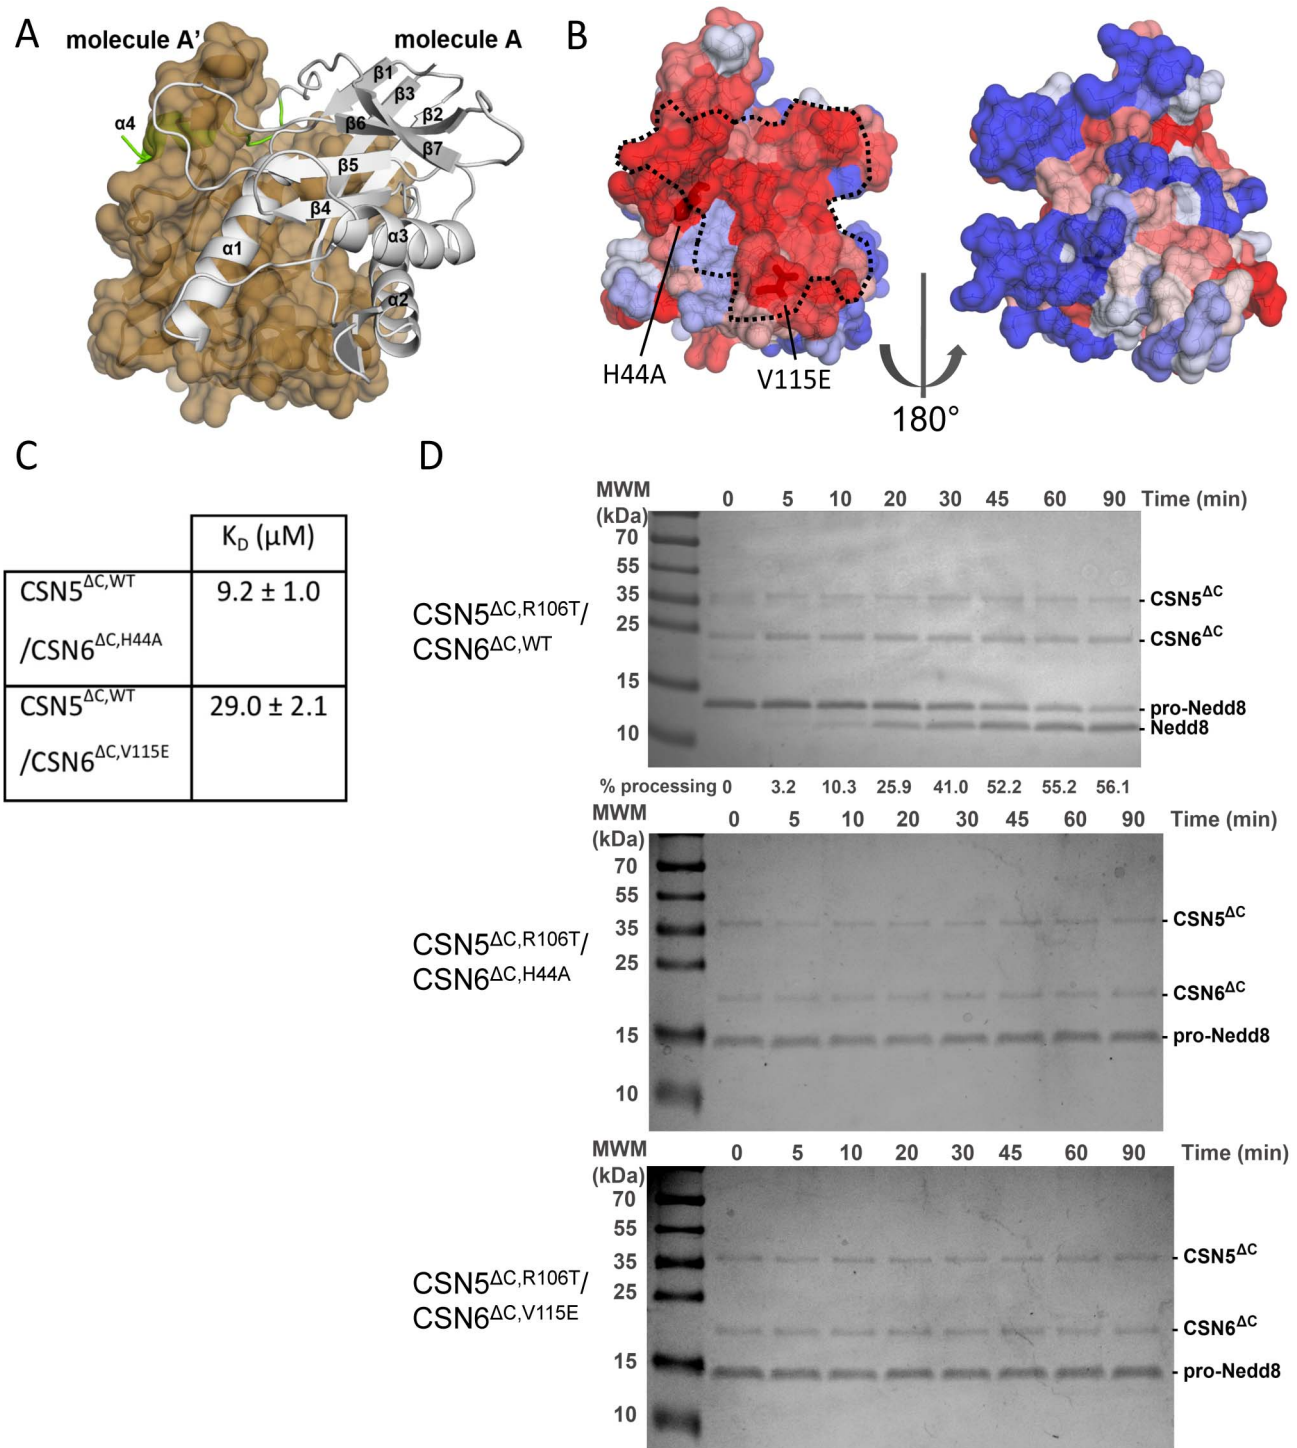 A
molecule A’
molecule A
α4
β1
β3
β2
β6
β7
β5
β4
α1
α3
α2
B
H44A
V115E
180°
C
K_D (μM)
CSN5^ΔC,WT
/CSN6^ΔC,H44A
9.2 ± 1.0
CSN5^ΔC,WT
/CSN6^ΔC,V115E
29.0 ± 2.1
D
CSN5^ΔC,R106T/
CSN6^ΔC,WT
MWM
(kDa)
0 5 10 20 30 45 60 90 Time (min)
70
55
35
25
15
10
CSN5^ΔC
CSN6^ΔC
pro-Nedd8
Nedd8
% processing 0 3.2 10.3 25.9 41.0 52.2 55.2 56.1
CSN5^ΔC,R106T/
CSN6^ΔC,H44A
MWM
(kDa)
0 5 10 20 30 45 60 90 Time (min)
70
55
35
25
15
10
CSN5^ΔC
CSN6^ΔC
pro-Nedd8
CSN5^ΔC,R106T/
CSN6^ΔC,V115E
MWM
(kDa)
0 5 10 20 30 45 60 90 Time (min)
70
55
35
25
15
10
CSN5^ΔC
CSN6^ΔC
pro-Nedd8